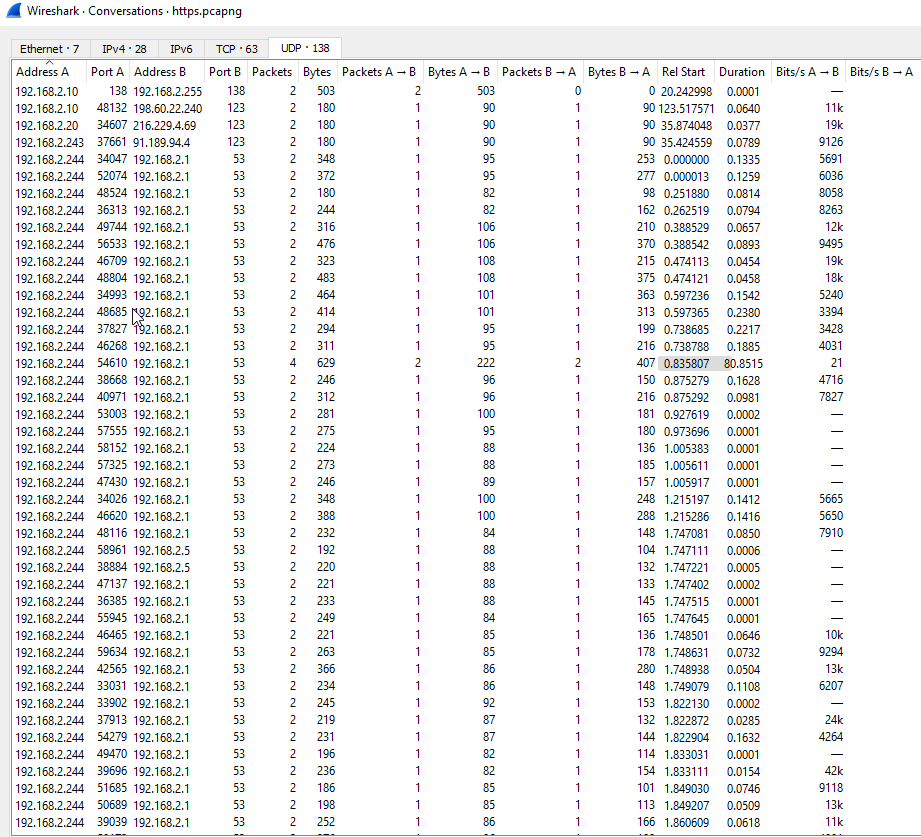 Wireshark · Conversations · https.pcapng
Ethernet · 7 IPv4 · 28 IPv6 TCP · 63 UDP · 138
Address A Port A Address B Port B Packets Bytes Packets A → B Bytes A → B Packets B → A Bytes B → A Rel Start Duration Bits/s A → B Bits/s B → A
192.168.2.10 138 192.168.2.255 138 2 503 2 503 0 0 20.242998 0.0001 —
192.168.2.10 48132 198.60.22.240 123 2 180 1 90 1 90 123.517571 0.0640 11k
192.168.2.20 34607 216.229.4.69 123 2 180 1 90 1 90 35.874048 0.0377 19k
192.168.2.243 37661 91.189.94.4 123 2 180 1 90 1 90 35.424559 0.0789 9126
192.168.2.244 34047 192.168.2.1 53 2 348 1 95 1 253 0.000000 0.1335 5691
192.168.2.244 52074 192.168.2.1 53 2 372 1 95 1 277 0.000013 0.1259 6036
192.168.2.244 48524 192.168.2.1 53 2 180 1 82 1 98 0.251880 0.0814 8058
192.168.2.244 36313 192.168.2.1 53 2 244 1 82 1 162 0.262519 0.0794 8263
192.168.2.244 49744 192.168.2.1 53 2 316 1 106 1 210 0.388529 0.0657 12k
192.168.2.244 56533 192.168.2.1 53 2 476 1 106 1 370 0.388542 0.0893 9495
192.168.2.244 46709 192.168.2.1 53 2 323 1 108 1 215 0.474113 0.0454 19k
192.168.2.244 48804 192.168.2.1 53 2 483 1 108 1 375 0.474121 0.0458 18k
192.168.2.244 34993 192.168.2.1 53 2 464 1 101 1 363 0.597236 0.1542 5240
192.168.2.244 48685 192.168.2.1 53 2 414 1 101 1 313 0.597365 0.2380 3394
192.168.2.244 37827 192.168.2.1 53 2 294 1 95 1 199 0.738685 0.2217 3428
192.168.2.244 46268 192.168.2.1 53 2 311 1 95 1 216 0.738788 0.1885 4031
192.168.2.244 54610 192.168.2.1 53 4 629 2 222 2 407 0.835807 80.8515 21
192.168.2.244 38668 192.168.2.1 53 2 246 1 96 1 150 0.875279 0.1628 4716
192.168.2.244 40971 192.168.2.1 53 2 312 1 96 1 216 0.875292 0.0981 7827
192.168.2.244 53003 192.168.2.1 53 2 281 1 100 1 181 0.927619 0.0002 —
192.168.2.244 57555 192.168.2.1 53 2 275 1 95 1 180 0.973696 0.0001 —
192.168.2.244 58152 192.168.2.1 53 2 224 1 88 1 136 1.005383 0.0001 —
192.168.2.244 57325 192.168.2.1 53 2 273 1 88 1 185 1.005611 0.0001 —
192.168.2.244 47430 192.168.2.1 53 2 246 1 89 1 157 1.005917 0.0001 —
192.168.2.244 34026 192.168.2.1 53 2 348 1 100 1 248 1.215197 0.1412 5665
192.168.2.244 46620 192.168.2.1 53 2 388 1 100 1 288 1.215286 0.1416 5650
192.168.2.244 48116 192.168.2.1 53 2 232 1 84 1 148 1.747081 0.0850 7910
192.168.2.244 58961 192.168.2.5 53 2 192 1 88 1 104 1.747111 0.0006 —
192.168.2.244 38884 192.168.2.5 53 2 220 1 88 1 132 1.747221 0.0005 —
192.168.2.244 47137 192.168.2.1 53 2 221 1 88 1 133 1.747402 0.0002 —
192.168.2.244 36385 192.168.2.1 53 2 233 1 88 1 145 1.747515 0.0001 —
192.168.2.244 55945 192.168.2.1 53 2 249 1 84 1 165 1.747645 0.0001 —
192.168.2.244 46465 192.168.2.1 53 2 221 1 85 1 136 1.748501 0.0646 10k
192.168.2.244 59634 192.168.2.1 53 2 263 1 85 1 178 1.748631 0.0732 9294
192.168.2.244 42565 192.168.2.1 53 2 366 1 86 1 280 1.748938 0.0504 13k
192.168.2.244 33031 192.168.2.1 53 2 234 1 86 1 148 1.749079 0.1108 6207
192.168.2.244 33902 192.168.2.1 53 2 245 1 92 1 153 1.822130 0.0002 —
192.168.2.244 37913 192.168.2.1 53 2 219 1 87 1 132 1.822872 0.0285 24k
192.168.2.244 54279 192.168.2.1 53 2 231 1 87 1 144 1.822904 0.1632 4264
192.168.2.244 49470 192.168.2.1 53 2 196 1 82 1 114 1.833031 0.0001 —
192.168.2.244 39696 192.168.2.1 53 2 236 1 82 1 154 1.833111 0.0154 42k
192.168.2.244 51685 192.168.2.1 53 2 186 1 85 1 101 1.849030 0.0746 9118
192.168.2.244 50689 192.168.2.1 53 2 198 1 85 1 113 1.849207 0.0509 13k
192.168.2.244 39039 192.168.2.1 53 2 252 1 86 1 166 1.860609 0.0618 11k